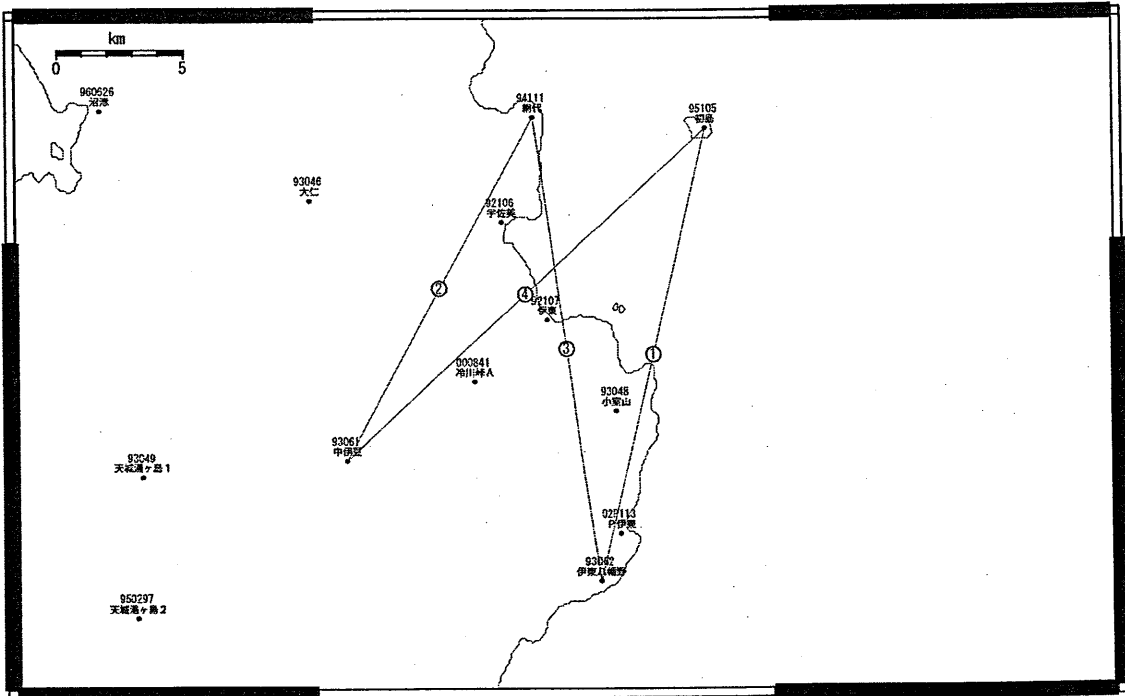 km
0 5
960626
沼津
94111
網代
95105
初島
93046
大仁
92106
宇佐美
②
④
92107
伊東
③
①
000841
冷川峠A
93048
小室山
93061
中伊豆
93049
天城湯ヶ島1
02P113
P伊東
93062
伊東八幡野
950297
天城湯ヶ島2